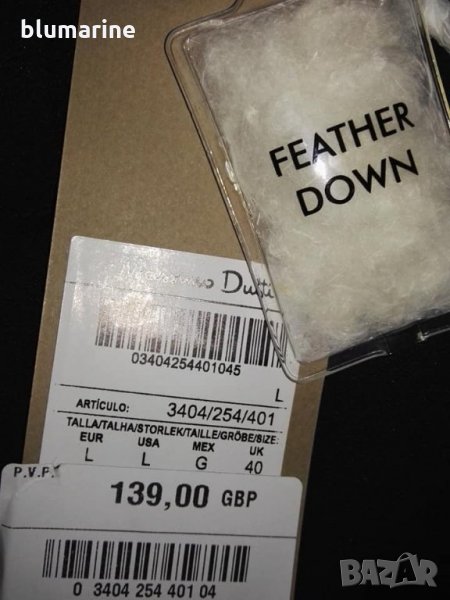 blumarine
FEATHER
DOWN
Massimo Dutti
03404254401045
L
ARTÍCULO: 3404/254/401
TALLA/TALHA/STORLEK/TAILLE/GRÖBE/SIZE:
EUR USA MEX UK
L L G 40
P.V.P.
139,00 GBP
0 3404 254 401 04
BAZAR